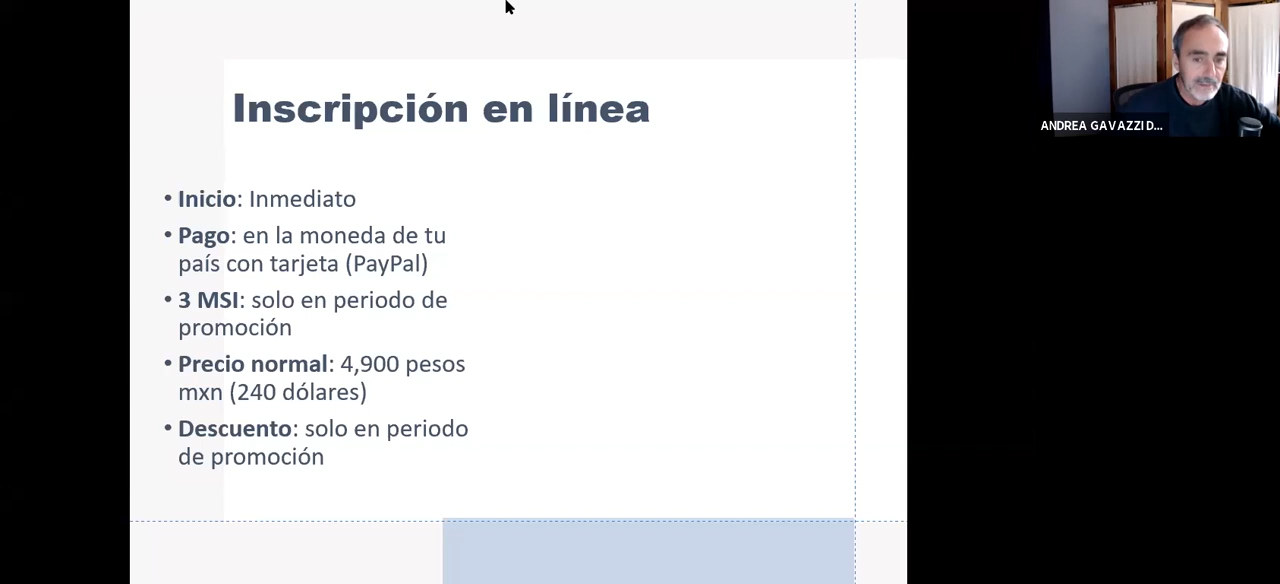 Inscripción en línea
• Inicio: Inmediato
• Pago: en la moneda de tu
país con tarjeta (PayPal)
• 3 MSI: solo en periodo de
promoción
• Precio normal: 4,900 pesos
mxn (240 dólares)
• Descuento: solo en periodo
de promoción
ANDREA GAVAZZI D...